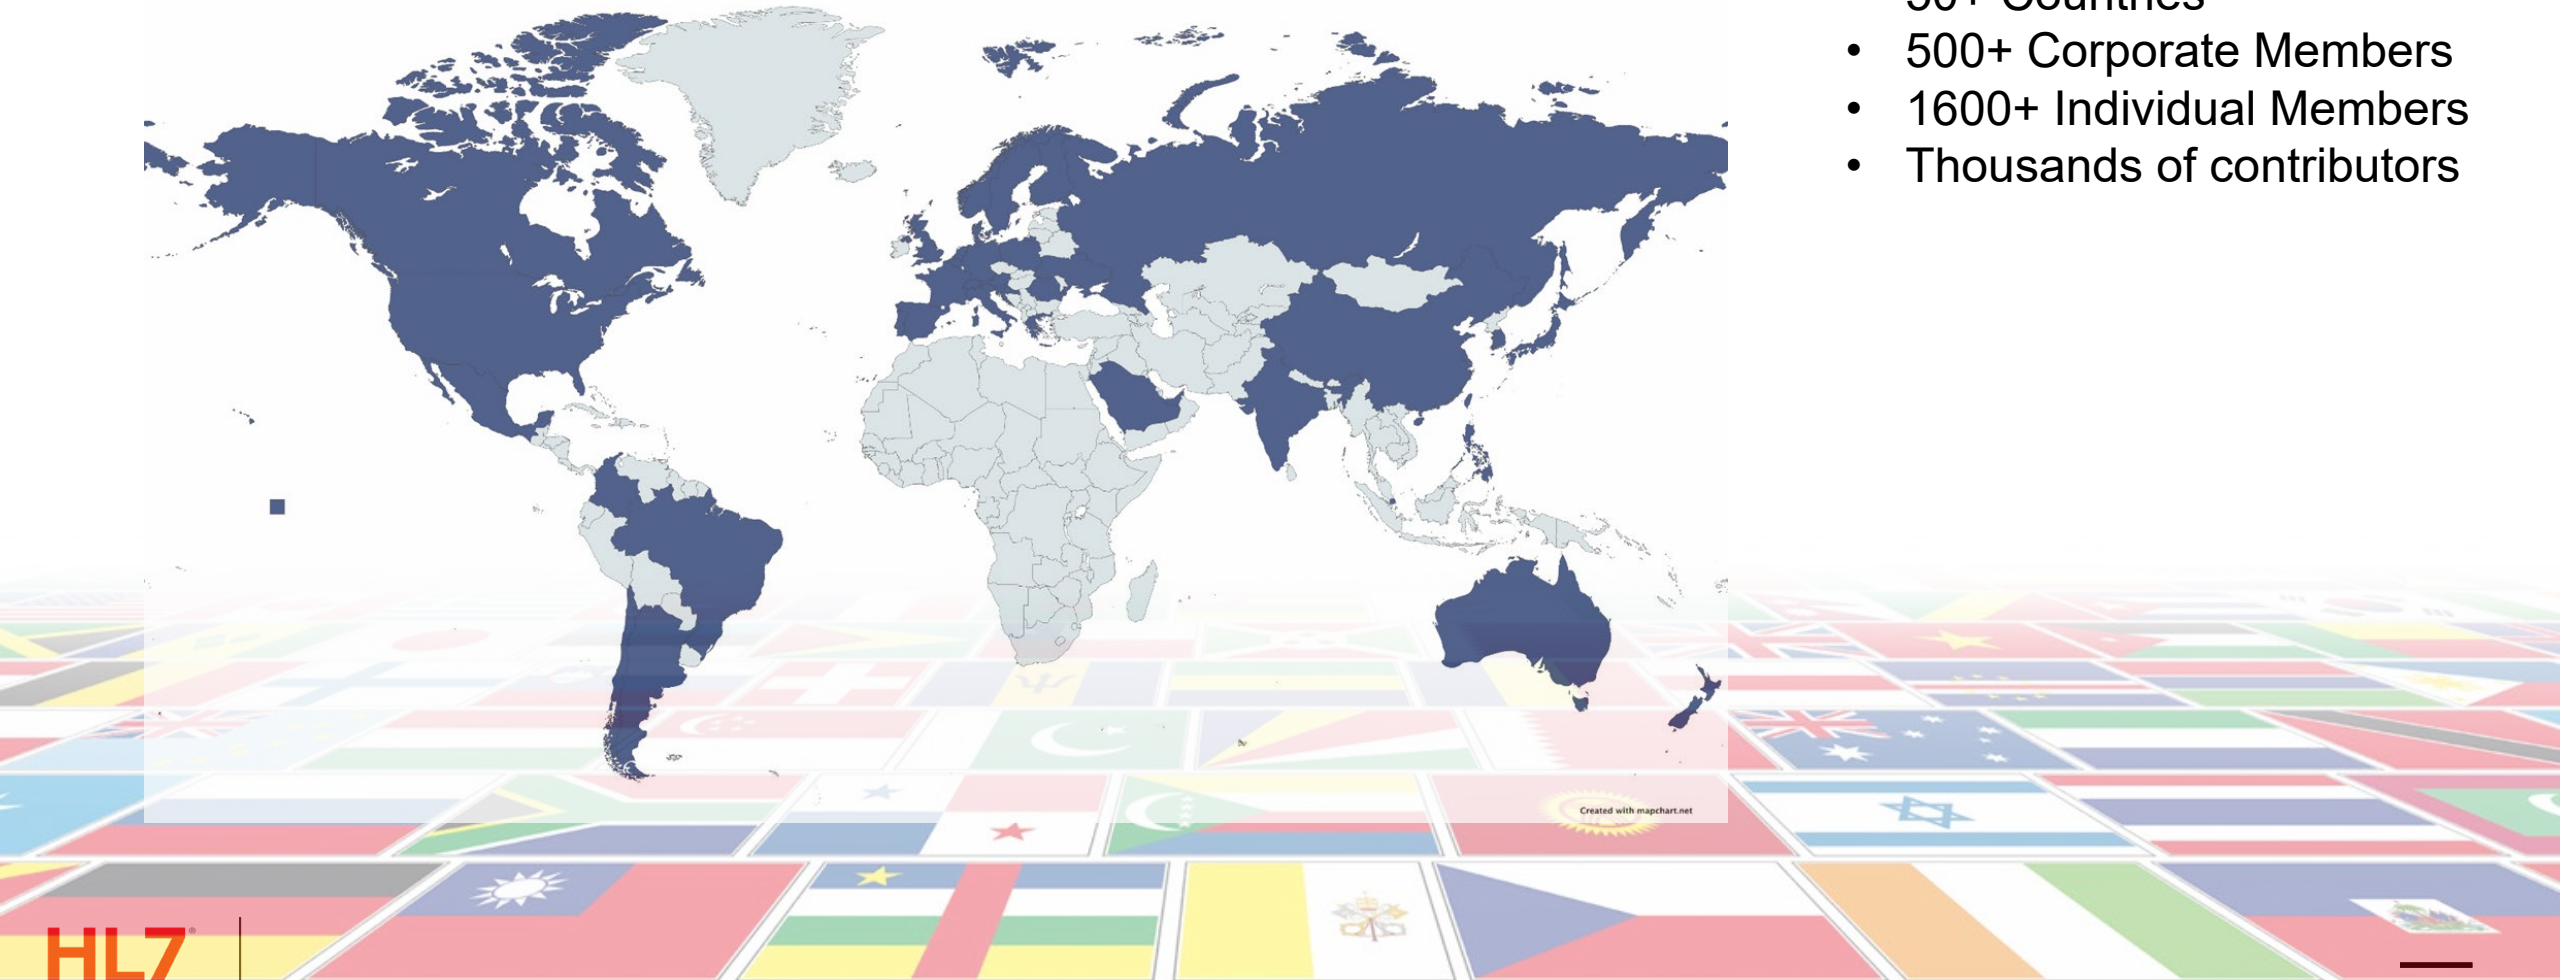 • 500+ Corporate Members
• 1600+ Individual Members
• Thousands of contributors
Created with mapchart.net
HL7®